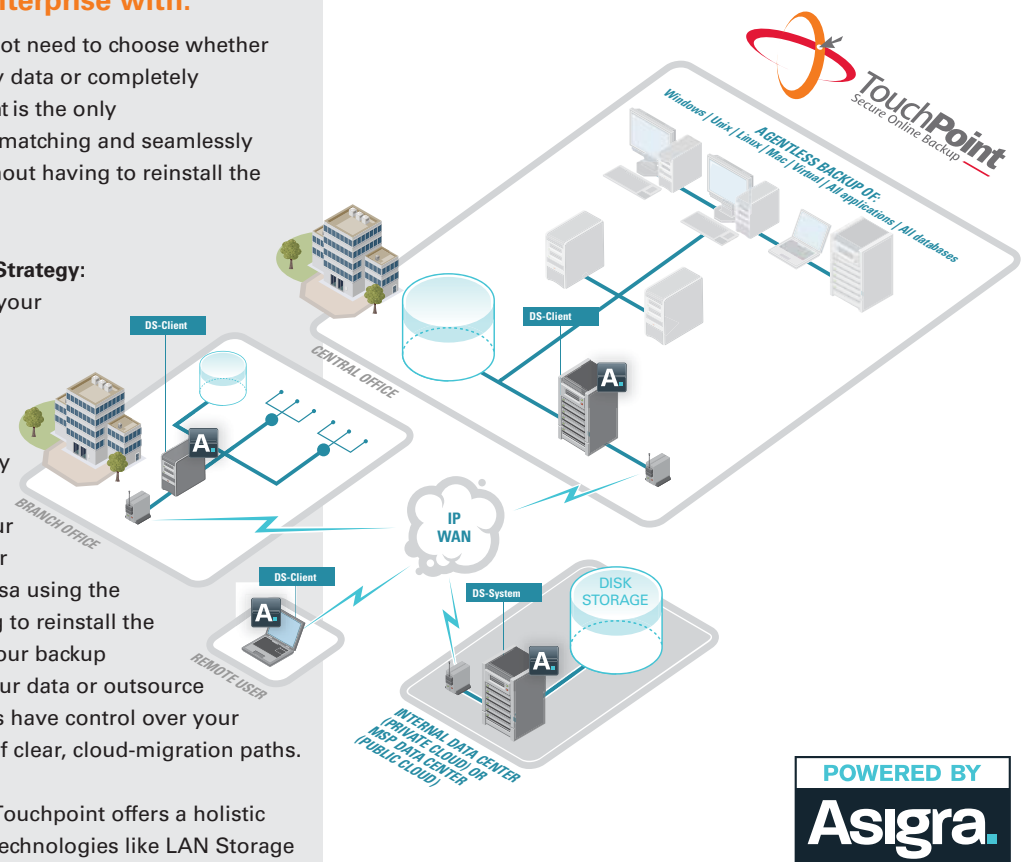 terprise with:
ot need to choose whether
y data or completely
t is the only
matching and seamlessly
out having to reinstall the
Strategy:
your
y
ur
r
sa using the
g to reinstall the
our backup
ur data or outsource
s have control over your
f clear, cloud-migration paths.
Touchpoint offers a holistic
echnologies like LAN Storage
TouchPoint
Secure Online Backup
AGENTLESS BACKUP OF:
Windows | Unix | Linux | Mac | Virtual | All applications | All databases
DS-Client
CENTRAL OFFICE
A.
DS-Client
A.
BRANCH OFFICE
IP
WAN
DS-Client
A.
REMOTE USER
DS-System
A.
DISK
STORAGE
INTERNAL DATA CENTER
(PRIVATE CLOUD) OR
MSP DATA CENTER
(PUBLIC CLOUD)
POWERED BY
Asigra.